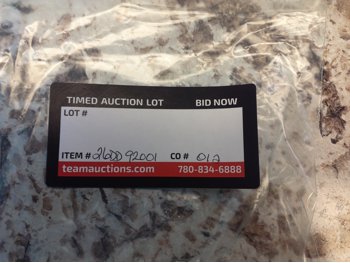 TIMED AUCTION LOT BID NOW
LOT #
ITEM # 26DD92001 CO # 012
teamauctions.com 780-834-6888